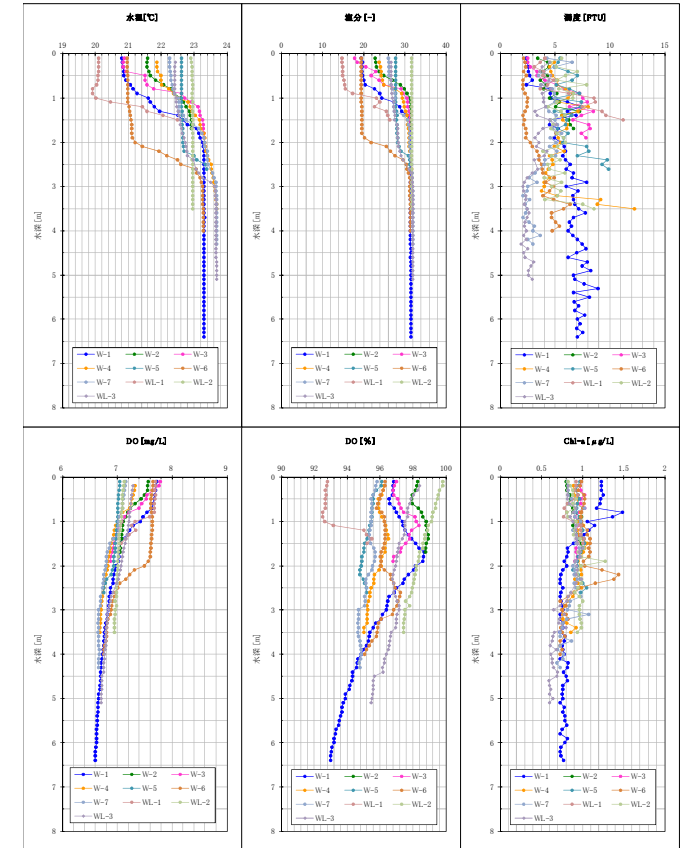 水温[℃]
19 20 21 22 23 24
0
1
2
3
4
5
6
7
8
水深 [m]
W-1 W-2 W-3
W-4 W-5 W-6
W-7 WL-1 WL-2
WL-3
塩分 [-]
0 10 20 30 40
0
1
2
3
4
5
6
7
8
水深 [m]
W-1 W-2 W-3
W-4 W-5 W-6
W-7 WL-1 WL-2
WL-3
濁度 [FTU]
0 5 10 15
0
1
2
3
4
5
6
7
8
水深 [m]
W-1 W-2 W-3
W-4 W-5 W-6
W-7 WL-1 WL-2
WL-3
DO [mg/L]
6 7 8 9
0
1
2
3
4
5
6
7
8
水深 [m]
W-1 W-2 W-3
W-4 W-5 W-6
W-7 WL-1 WL-2
WL-3
DO [%]
90 92 94 96 98 100
0
1
2
3
4
5
6
7
8
水深 [m]
W-1 W-2 W-3
W-4 W-5 W-6
W-7 WL-1 WL-2
WL-3
Chl-a [μg/L]
0 0.5 1 1.5 2
0
1
2
3
4
5
6
7
8
水深 [m]
W-1 W-2 W-3
W-4 W-5 W-6
W-7 WL-1 WL-2
WL-3